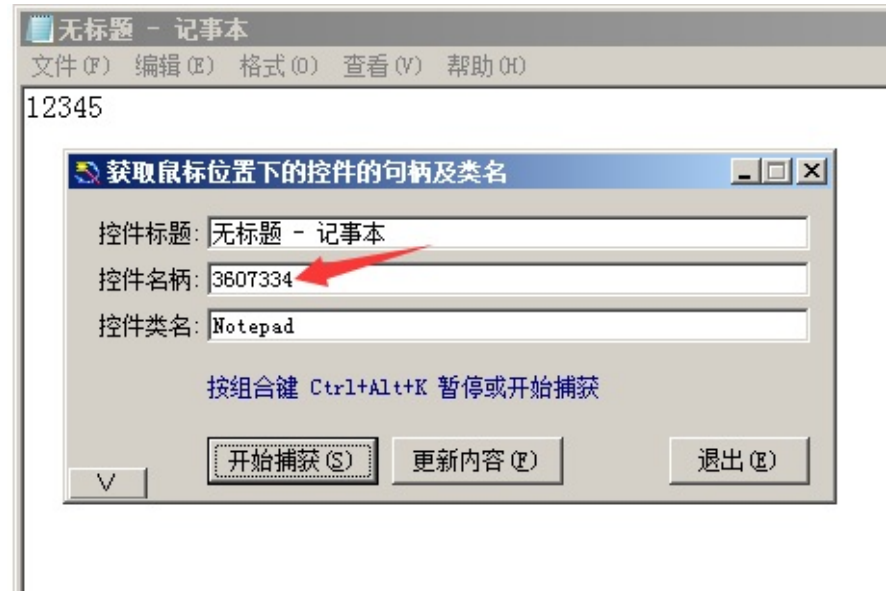 无标题 - 记事本
文件(F) 编辑(E) 格式(O) 查看(V) 帮助(H)
12345
获取鼠标位置下的控件的句柄及类名
控件标题: 无标题 - 记事本
控件名柄: 3607334
控件类名: Notepad
按组合键 Ctrl+Alt+K 暂停或开始捕获
开始捕获(S) 更新内容(F) 退出(E)